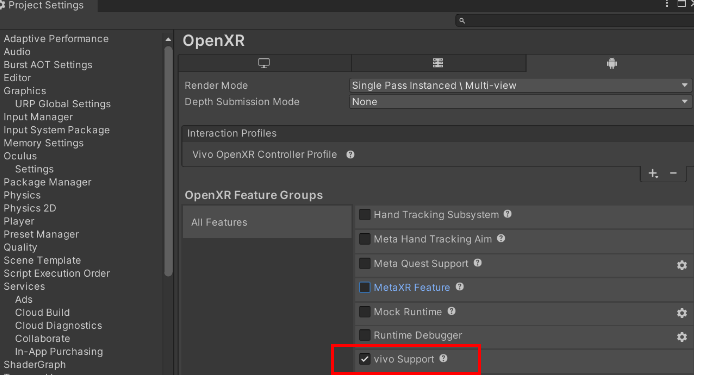 Project Settings
Adaptive Performance
Audio
Burst AOT Settings
Editor
Graphics
URP Global Settings
Input Manager
Input System Package
Memory Settings
Oculus
Settings
Package Manager
Physics
Physics 2D
Player
Preset Manager
Quality
Scene Template
Script Execution Order
Services
Ads
Cloud Build
Cloud Diagnostics
Collaborate
In-App Purchasing
ShaderGraph
OpenXR
Render Mode Single Pass Instanced \ Multi-view
Depth Submission Mode None
Interaction Profiles
Vivo OpenXR Controller Profile
OpenXR Feature Groups
All Features
Hand Tracking Subsystem
Meta Hand Tracking Aim
Meta Quest Support
MetaXR Feature
Mock Runtime
Runtime Debugger
vivo Support